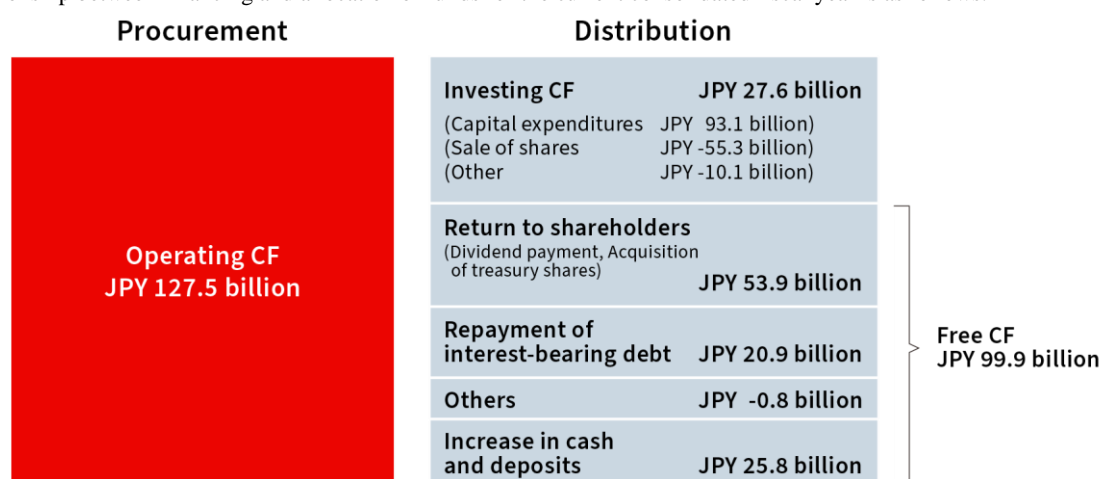 Procurement
Distribution
Operating CF
JPY 127.5 billion
Investing CF JPY 27.6 billion
(Capital expenditures JPY 93.1 billion)
(Sale of shares JPY -55.3 billion)
(Other JPY -10.1 billion)
Return to shareholders
(Dividend payment, Acquisition
of treasury shares)
JPY 53.9 billion
Repayment of
interest-bearing debt JPY 20.9 billion
Others JPY -0.8 billion
Increase in cash
and deposits JPY 25.8 billion
Free CF
JPY 99.9 billion